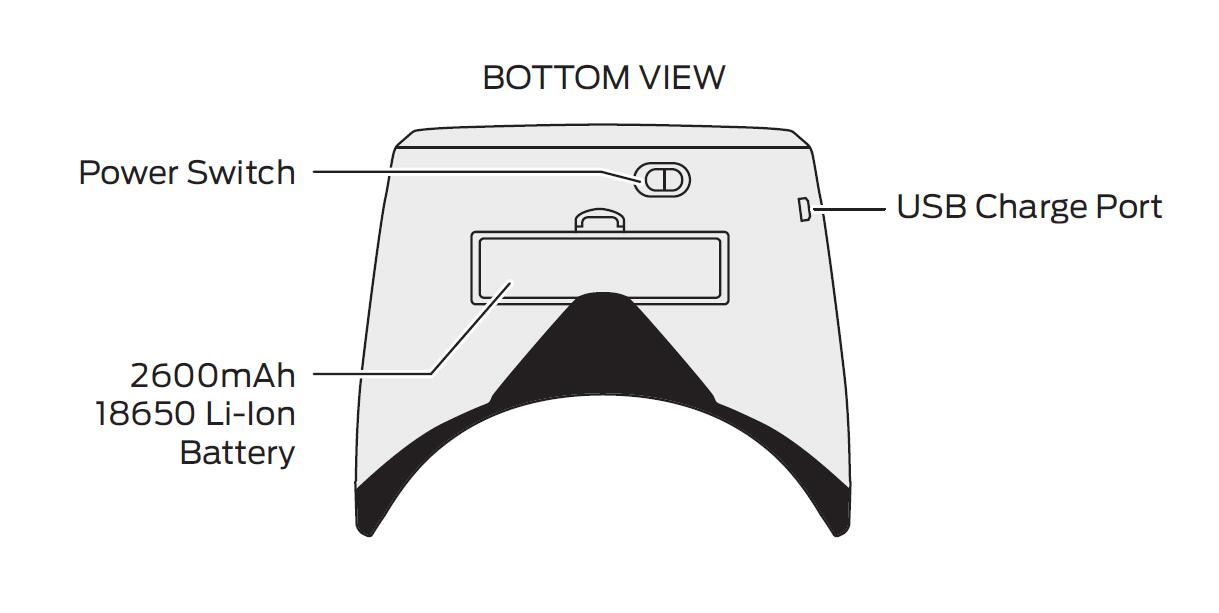 BOTTOM VIEW
Power Switch
USB Charge Port
2600mAh
18650 Li-Ion
Battery